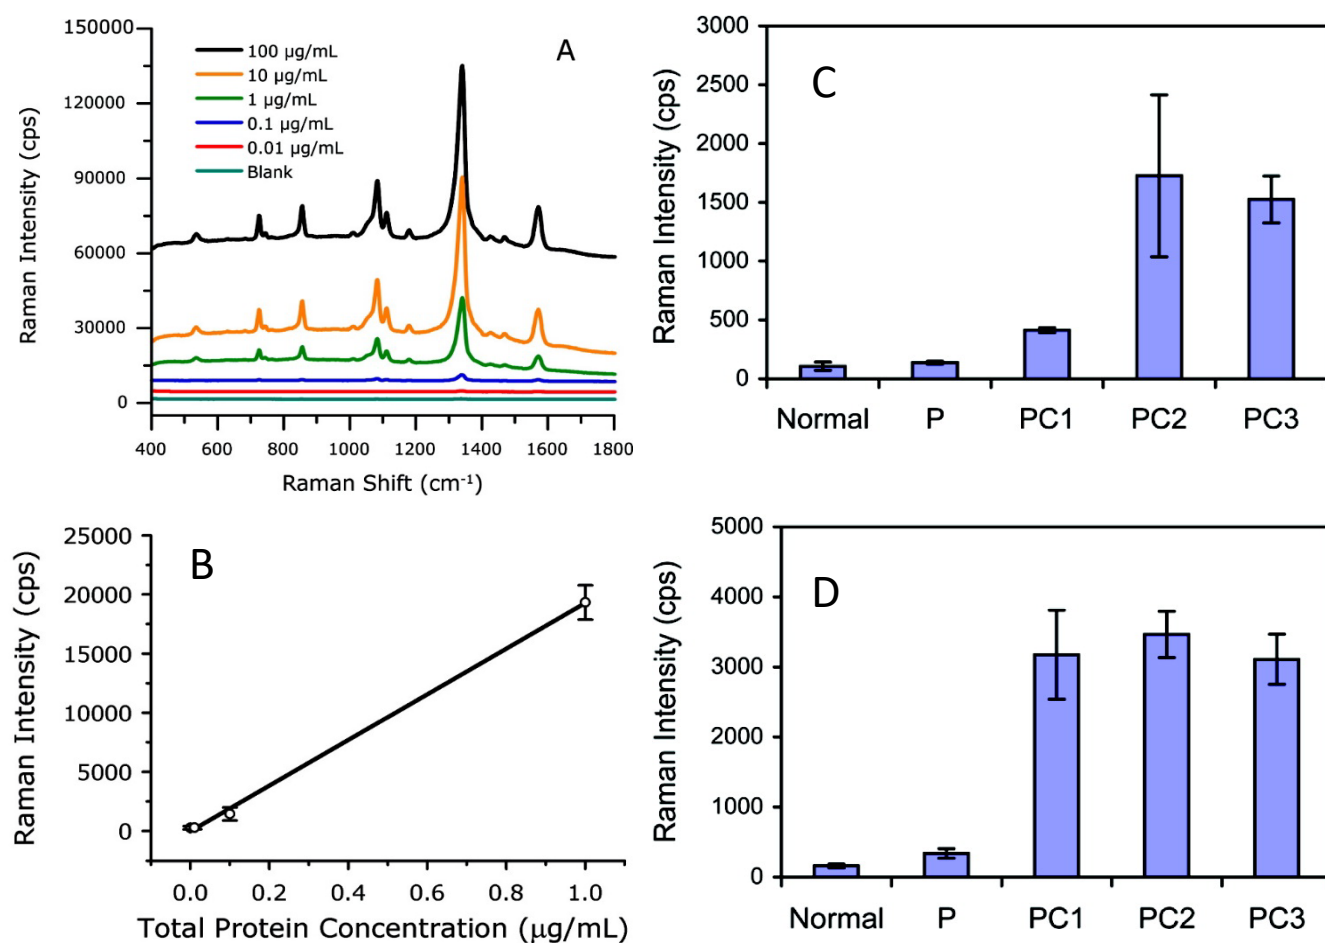 A
Raman Intensity (cps)
150000
120000
90000
60000
30000
0
100 µg/mL
10 µg/mL
1 µg/mL
0.1 µg/mL
0.01 µg/mL
Blank
400 600 800 1000 1200 1400 1600 1800
Raman Shift (cm⁻¹)
B
Raman Intensity (cps)
25000
20000
15000
10000
5000
0
0.0 0.2 0.4 0.6 0.8 1.0
Total Protein Concentration (µg/mL)
C
Raman Intensity (cps)
3000
2500
2000
1500
1000
500
0
Normal P PC1 PC2 PC3
D
Raman Intensity (cps)
5000
4000
3000
2000
1000
0
Normal P PC1 PC2 PC3